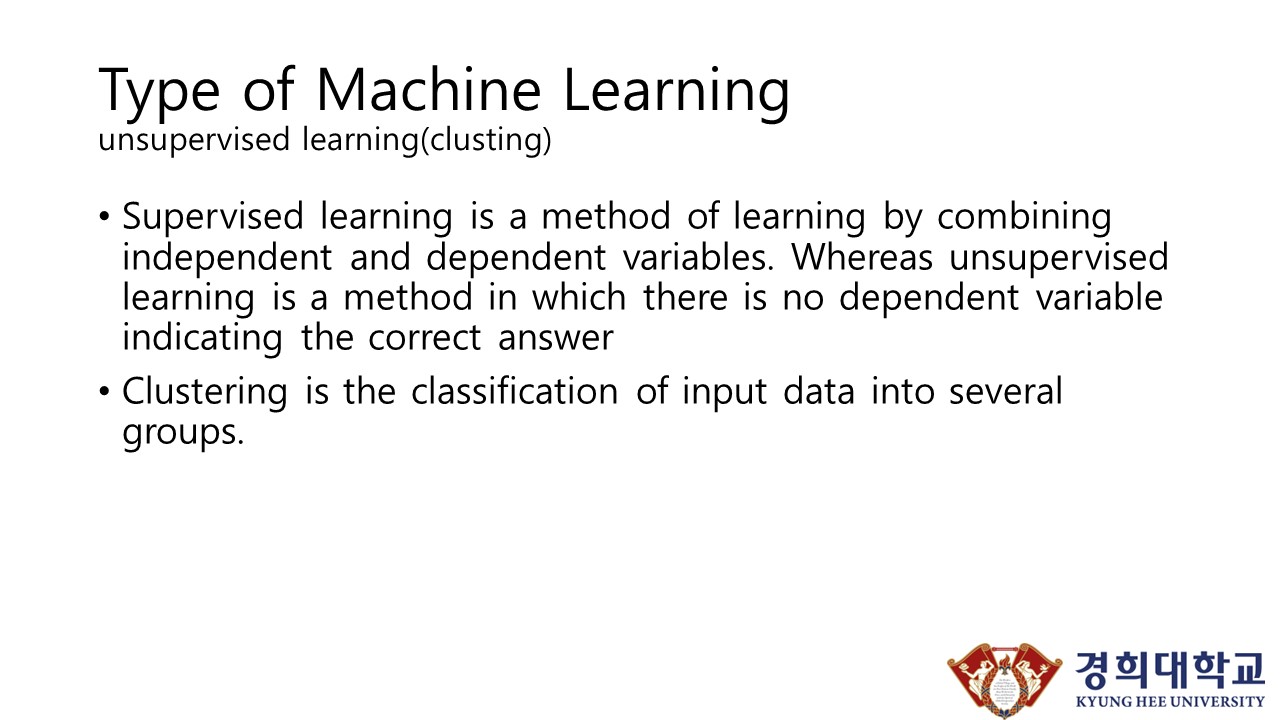 Type of Machine Learning
unsupervised learning(clusting)
• Supervised learning is a method of learning by combining
independent and dependent variables. Whereas unsupervised
learning is a method in which there is no dependent variable
indicating the correct answer
• Clustering is the classification of input data into several
groups.
경희대학교
KYUNG HEE UNIVERSITY